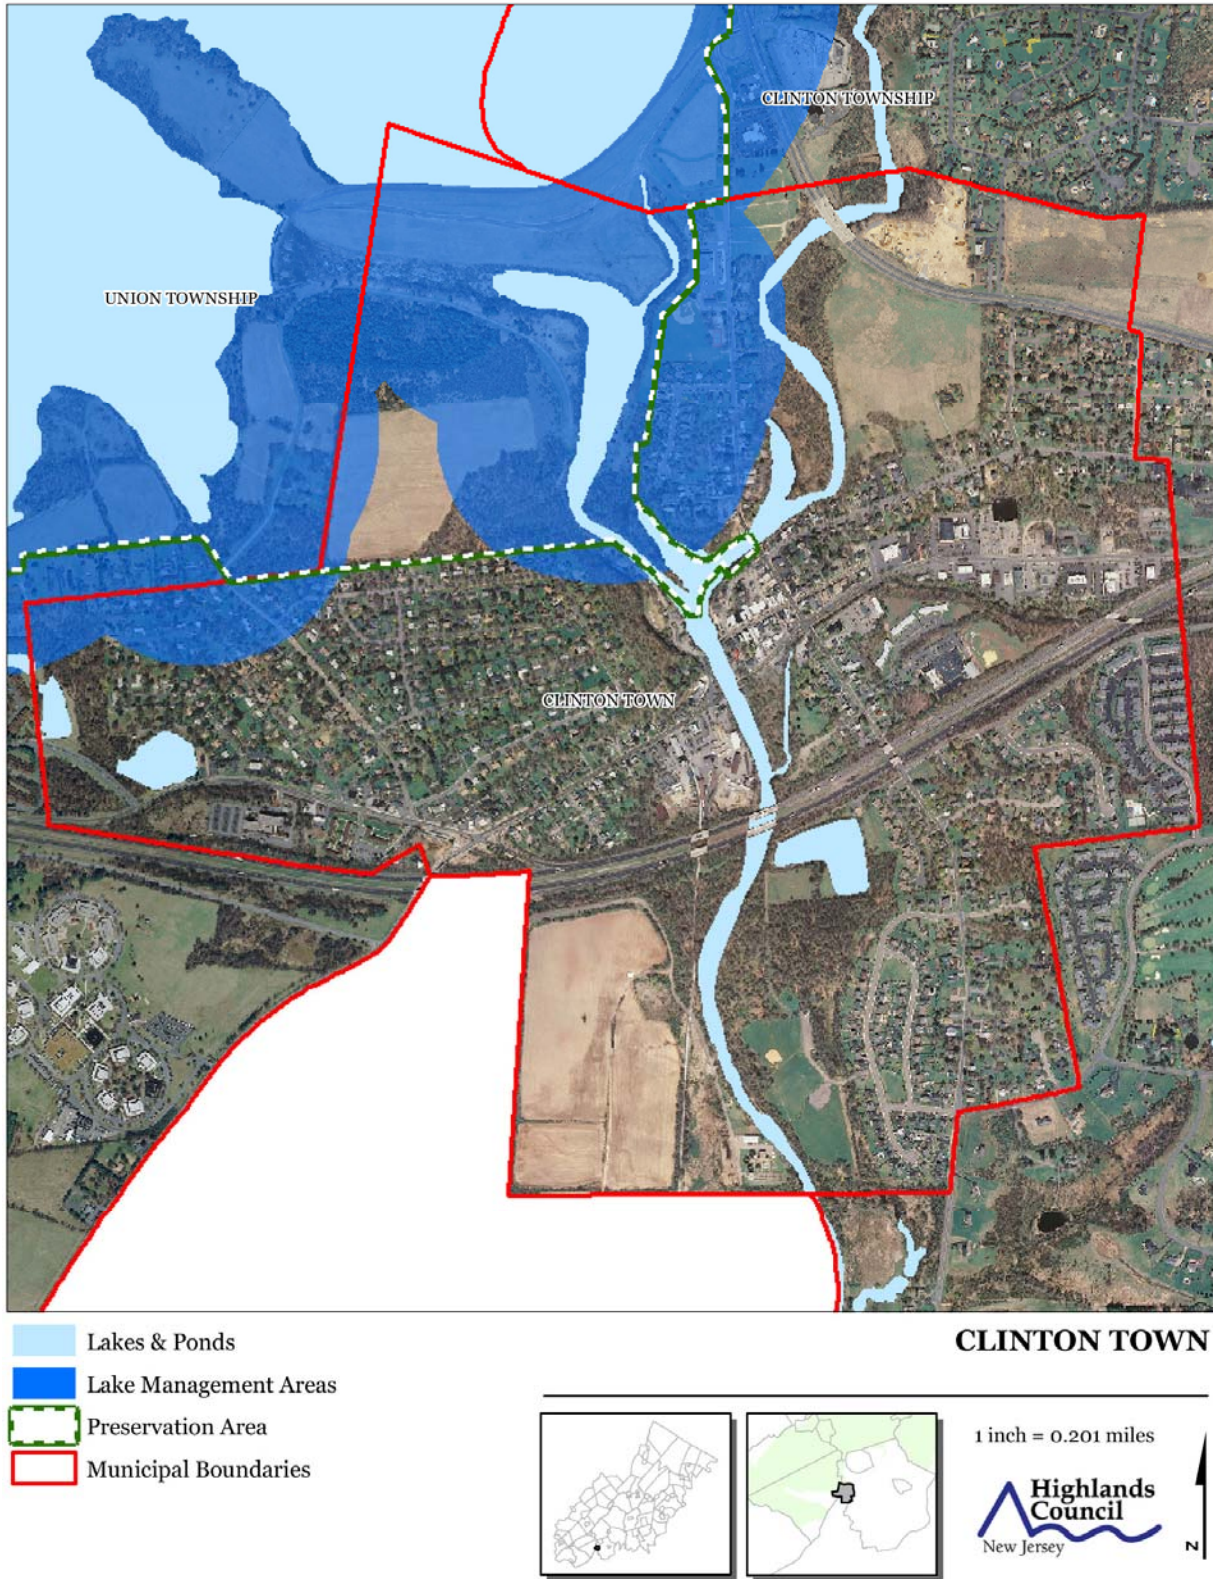 CLINTON TOWNSHIP
UNION TOWNSHIP
CLINTON TOWN
Lakes & Ponds
Lake Management Areas
Preservation Area
Municipal Boundaries
CLINTON TOWN
1 inch = 0.201 miles
Highlands
Council
New Jersey
N